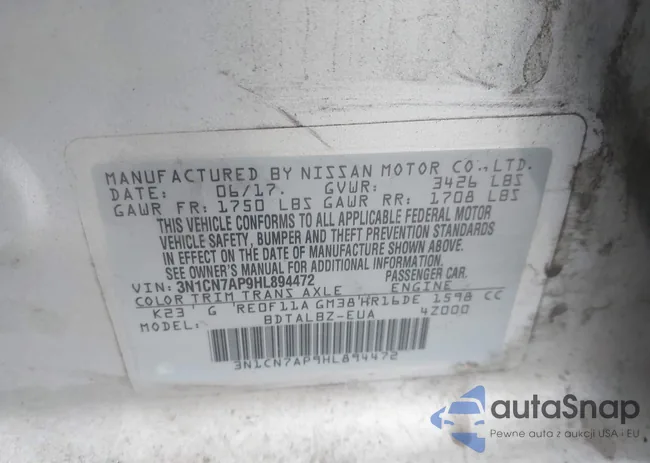 MANUFACTURED BY NISSAN MOTOR CO., LTD.
DATE: 06/17. GVWR: 3426 LBS
GAWR FR: 1750 LBS GAWR RR: 1708 LBS
THIS VEHICLE CONFORMS TO ALL APPLICABLE FEDERAL MOTOR
VEHICLE SAFETY, BUMPER AND THEFT PREVENTION STANDARDS
IN EFFECT ON THE DATE OF MANUFACTURE SHOWN ABOVE.
SEE OWNER'S MANUAL FOR ADDITIONAL INFORMATION.
VIN: 3N1CN7AP9HL894472 PASSENGER CAR.
COLOR TRIM TRANS AXLE ENGINE
K23 G RE0F11A GM38 HR16DE 1598 CC
MODEL: BDTALBZ-EUA 4Z000
3N1CN7AP9HL894472
autoSnap
Pewne auta z aukcji USA i EU